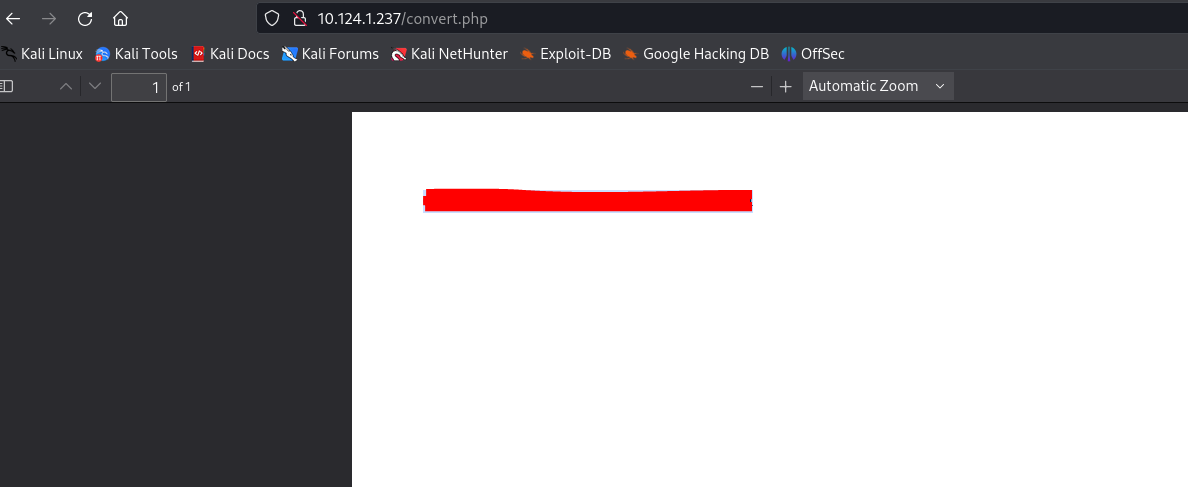 10.124.1.237/convert.php
Kali Linux Kali Tools Kali Docs Kali Forums Kali NetHunter Exploit-DB Google Hacking DB OffSec
1 of 1 Automatic Zoom